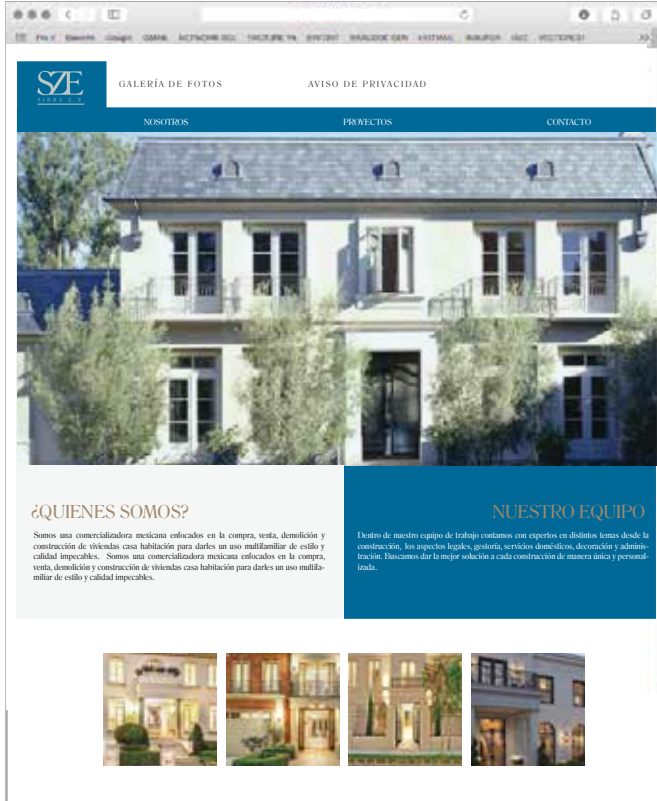 SZE
GALERÍA DE FOTOS
AVISO DE PRIVACIDAD
NOSOTROS
PROYECTOS
CONTACTO
¿QUIENES SOMOS?
Somos una comercializadora mexicana enfocados en la compra, venta, demolición y
construcción de viviendas casa habitación para darles un uso multifamiliar de estilo y
calidad impecables. Somos una comercializadora mexicana enfocados en la compra,
venta, demolición y construcción de viviendas casa habitación para darles un uso multifa-
miliar de estilo y calidad impecables.
NUESTRO EQUIPO
Dentro de nuestro equipo de trabajo contamos con expertos en distintos temas desde la
construcción, los aspectos legales, gestoría, servicios domésticos, decoración y adminis-
tración. Buscamos dar la mejor solución a cada construcción de manera única y personal-
izada.